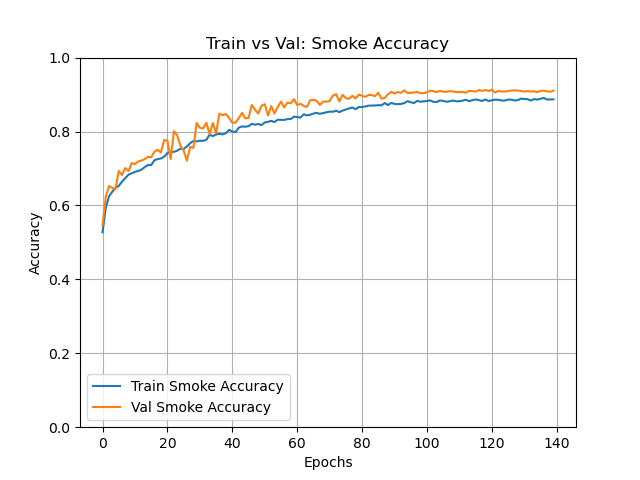 Train vs Val: Smoke Accuracy
1.0
0.8
0.6
0.4
0.2
0.0
Accuracy
Train Smoke Accuracy
Val Smoke Accuracy
0 20 40 60 80 100 120 140
Epochs